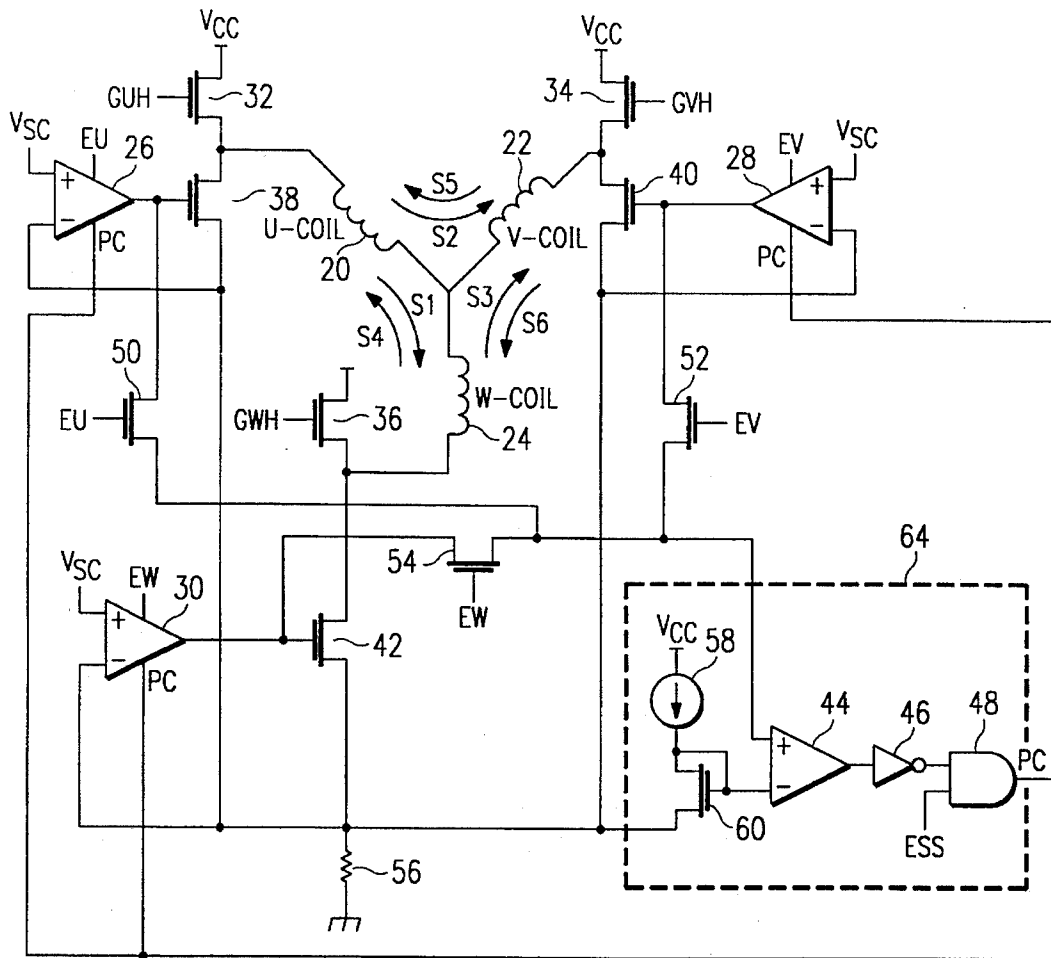 VCC
VCC
GUH
32
34
GVH
VSC
EU
26
22
EV
VSC
+
−
38
S5
40
28
+
−
U-COIL
S2
V-COIL
PC
20
PC
S1
S3
S4
S6
50
52
EU
GWH
36
W-COIL
24
EV
54
64
VSC
EW
30
EW
VCC
58
+
−
42
44
46
48
PC
+
−
PC
60
ESS
56